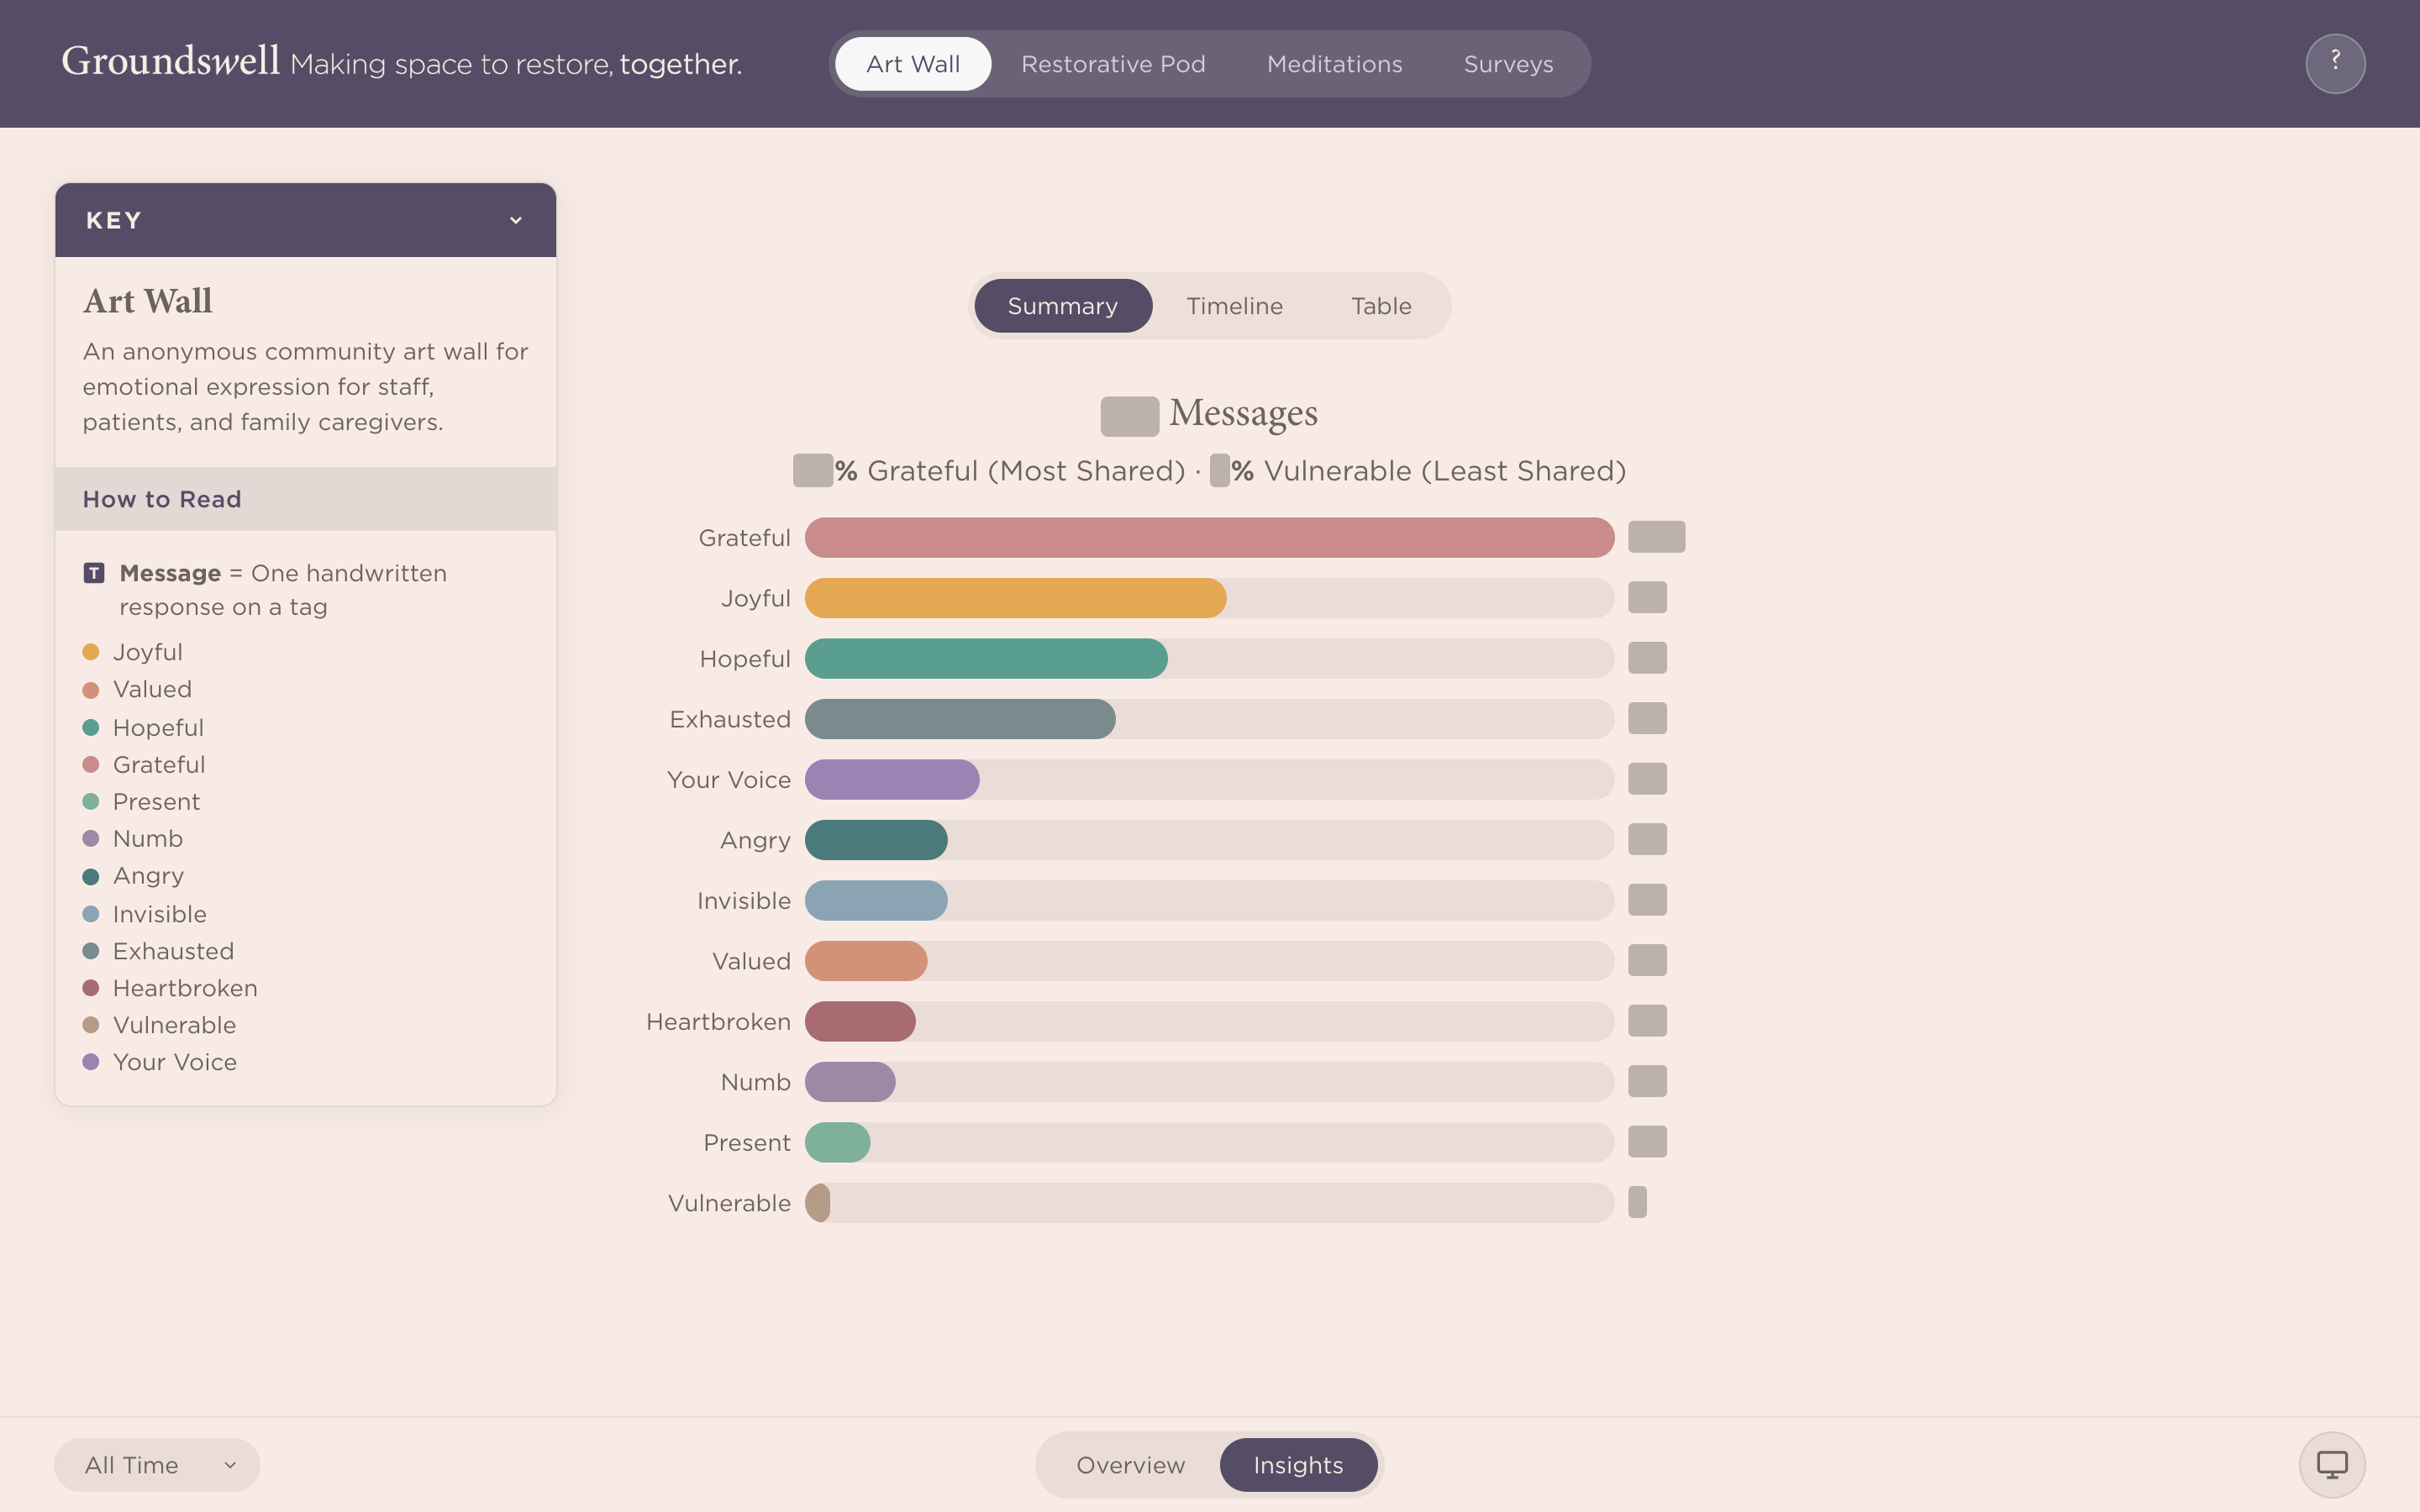 Groundswell Making space to restore, together.
Art Wall
Restorative Pod
Meditations
Surveys
?
KEY
Art Wall
An anonymous community art wall for
emotional expression for staff,
patients, and family caregivers.
How to Read
T Message = One handwritten
response on a tag
Joyful
Valued
Hopeful
Grateful
Present
Numb
Angry
Invisible
Exhausted
Heartbroken
Vulnerable
Your Voice
Summary
Timeline
Table
Messages
% Grateful (Most Shared) · % Vulnerable (Least Shared)
Grateful
Joyful
Hopeful
Exhausted
Your Voice
Angry
Invisible
Valued
Heartbroken
Numb
Present
Vulnerable
All Time
Overview
Insights